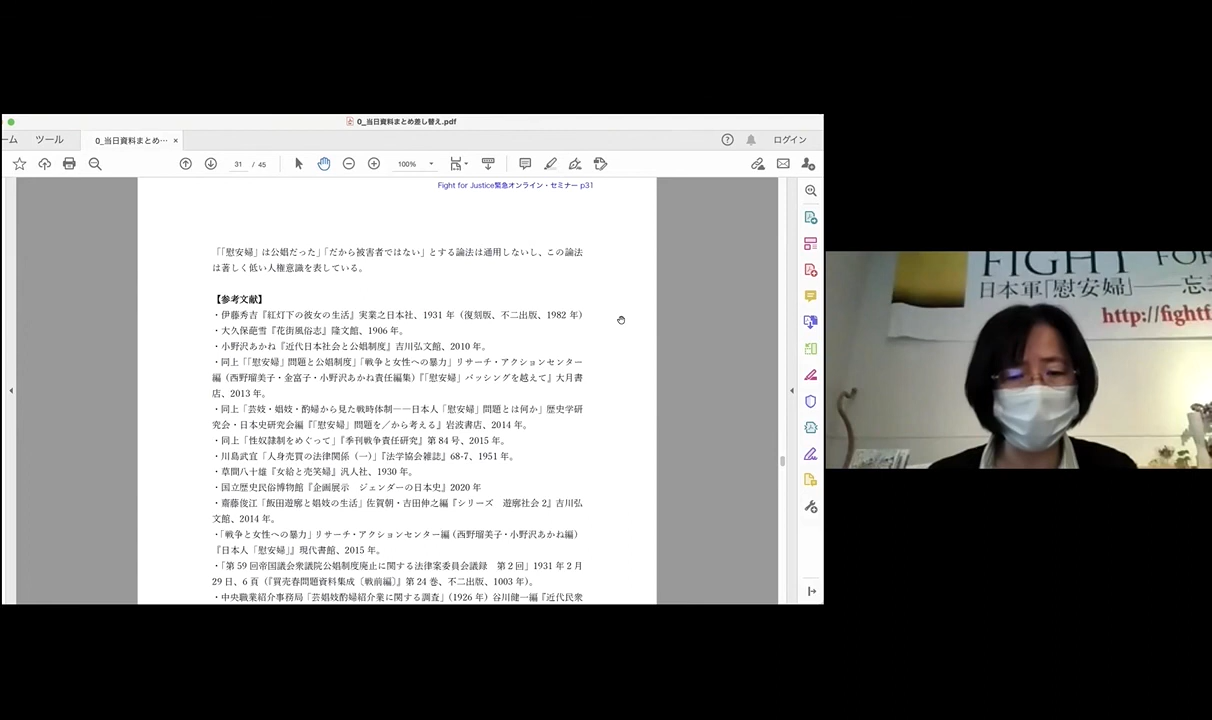 0_当日資料まとめ差し替え.pdf
ーム ツール 0_当日資料まとめ… × ログイン
31 / 45 100%
Fight for Justice緊急オンライン・セミナー p31
「「慰安婦」は公娼だった」「だから被害者ではない」とする論法は通用しないし、この論法
は著しく低い人権意識を表している。
【参考文献】
・伊藤秀吉『紅灯下の彼女の生活』実業之日本社、1931 年（復刻版、不二出版、1982 年）
・大久保葩雪『花街風俗志』隆文館、1906 年。
・小野沢あかね『近代日本社会と公娼制度』吉川弘文館、2010 年。
・同上「「慰安婦」問題と公娼制度」「戦争と女性への暴力」リサーチ・アクションセンター
編（西野瑠美子・金富子・小野沢あかね責任編集）『「慰安婦」バッシングを越えて』大月書
店、2013 年。
・同上「芸妓・娼妓・酌婦から見た戦時体制――日本人「慰安婦」問題とは何か」歴史学研
究会・日本史研究会編『「慰安婦」問題を／から考える』岩波書店、2014 年。
・同上「性奴隷制をめぐって」『季刊戦争責任研究』第 84 号、2015 年。
・川島武宜「人身売買の法律関係（一）」『法学協会雑誌』68-7、1951 年。
・草間八十雄『女給と売笑婦』汎人社、1930 年。
・国立歴史民俗博物館『企画展示　ジェンダーの日本史』2020 年
・齋藤俊江「飯田遊廓と娼妓の生活」佐賀朝・吉田伸之編『シリーズ　遊廓社会 2』吉川弘
文館、2014 年。
・「戦争と女性への暴力」リサーチ・アクションセンター編（西野瑠美子・小野沢あかね編）
『日本人「慰安婦」』現代書館、2015 年。
・「第 59 回帝国議会衆議院公娼制度廃止に関する法律案委員会議録　第 2 回」1931 年 2 月
29 日、6 頁（『買売春問題資料集成〔戦前編〕』第 24 巻、不二出版、1003 年）。
・中央職業紹介事務局「芸娼妓酌婦紹介業に関する調査」（1926 年）谷川健一編『近代民衆
FIGHT FOR
日本軍「慰安婦」――忘
http://fightf